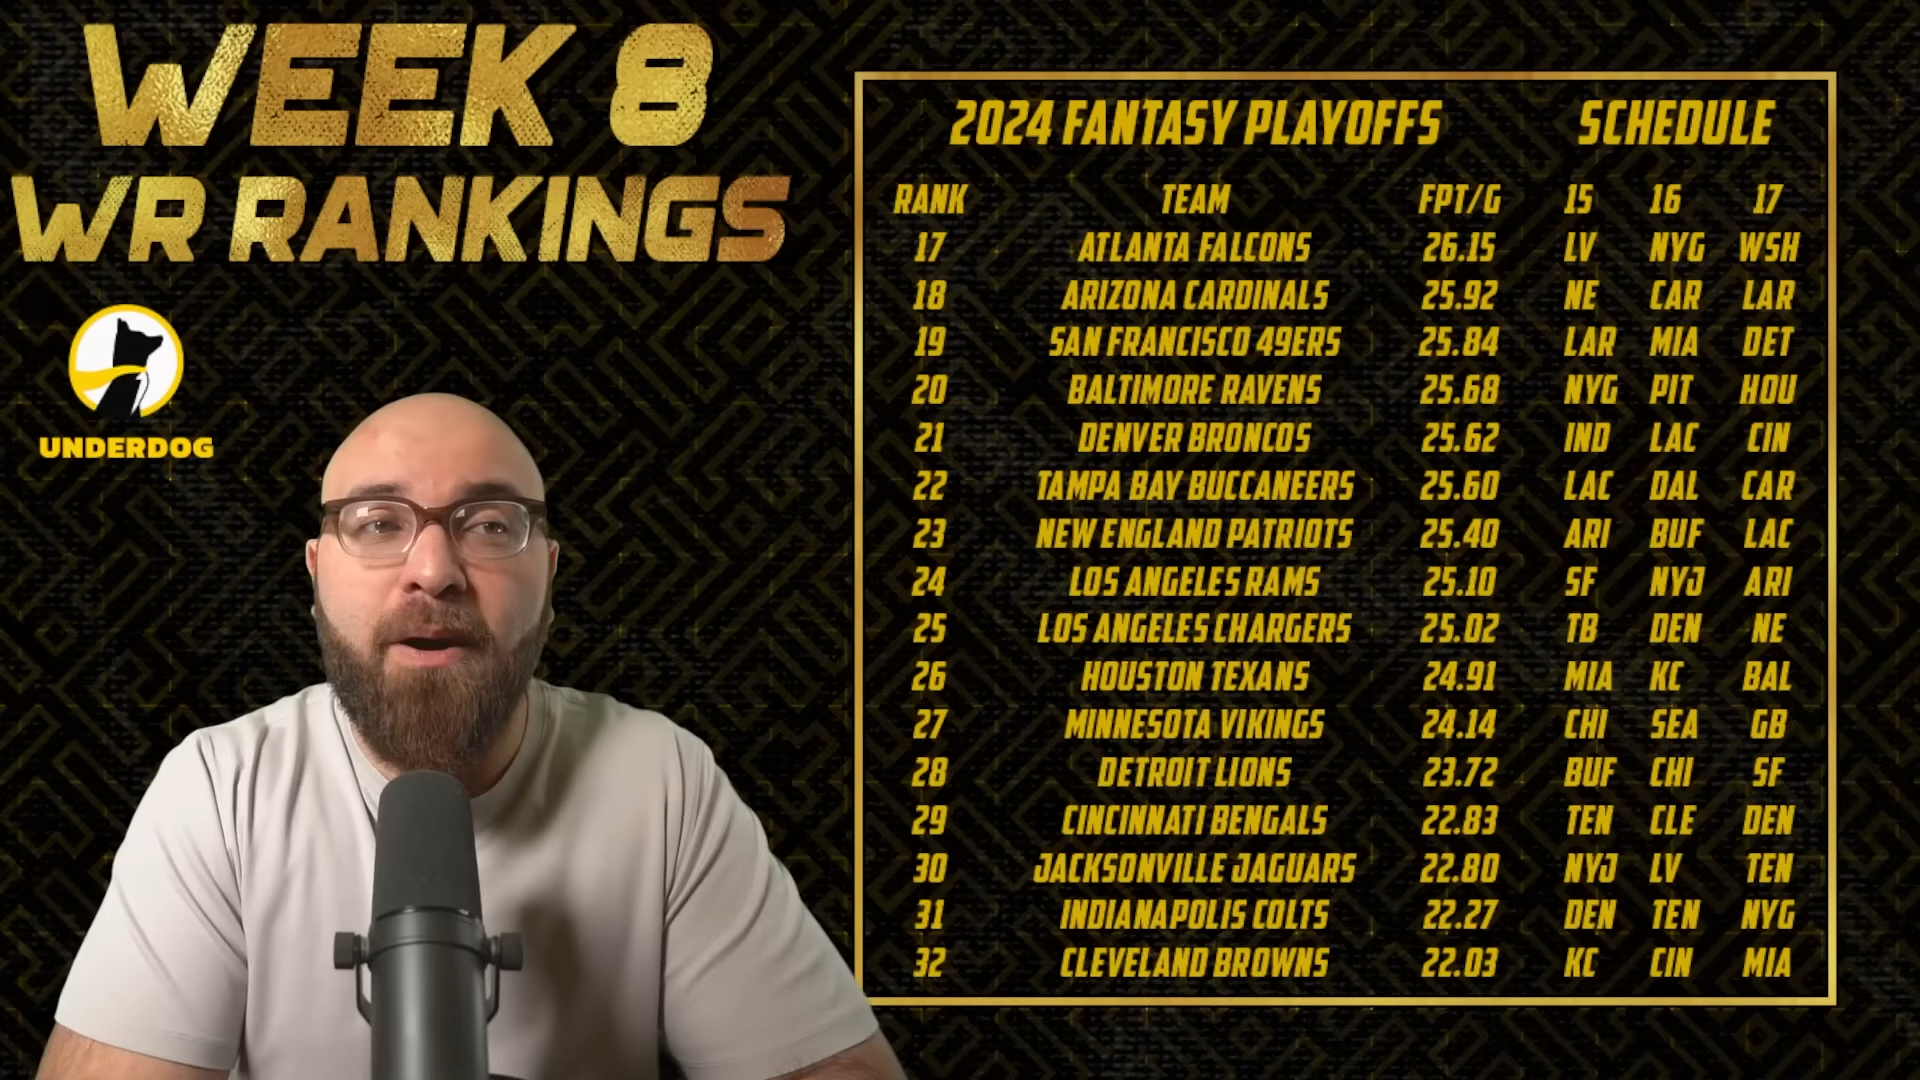 WEEK 8
WR RANKINGS
UNDERDOG
2024 FANTASY PLAYOFFS SCHEDULE
RANK TEAM FPT/G 15 16 17
17 ATLANTA FALCONS 26.15 LV NYG WSH
18 ARIZONA CARDINALS 25.92 NE CAR LAR
19 SAN FRANCISCO 49ERS 25.84 LAR MIA DET
20 BALTIMORE RAVENS 25.68 NYG PIT HOU
21 DENVER BRONCOS 25.62 IND LAC CIN
22 TAMPA BAY BUCCANEERS 25.60 LAC DAL CAR
23 NEW ENGLAND PATRIOTS 25.40 ARI BUF LAC
24 LOS ANGELES RAMS 25.10 SF NYJ ARI
25 LOS ANGELES CHARGERS 25.02 TB DEN NE
26 HOUSTON TEXANS 24.91 MIA KC BAL
27 MINNESOTA VIKINGS 24.14 CHI SEA GB
28 DETROIT LIONS 23.72 BUF CHI SF
29 CINCINNATI BENGALS 22.83 TEN CLE DEN
30 JACKSONVILLE JAGUARS 22.80 NYJ LV TEN
31 INDIANAPOLIS COLTS 22.27 DEN TEN NYG
32 CLEVELAND BROWNS 22.03 KC CIN MIA